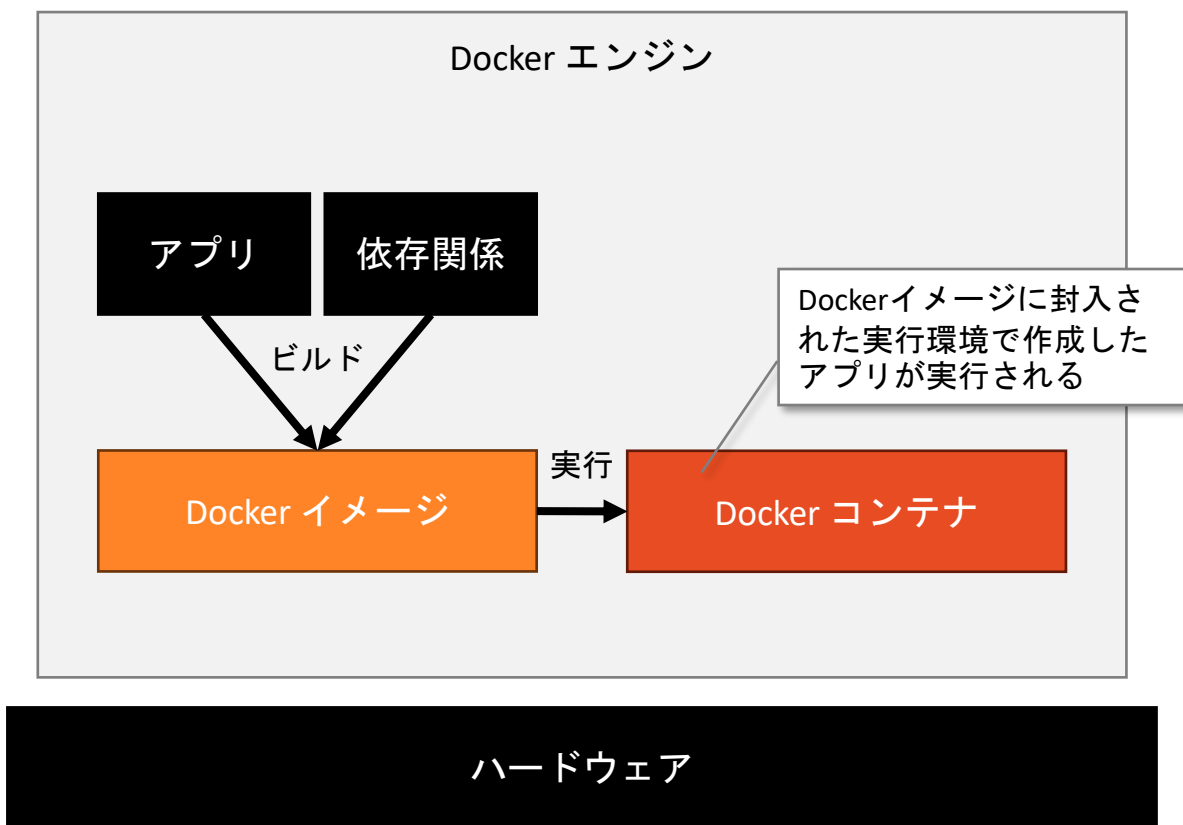 Docker エンジン
アプリ
依存関係
ビルド
Dockerイメージに封入さ
れた実行環境で作成した
アプリが実行される
Docker イメージ
実行
Docker コンテナ
ハードウェア